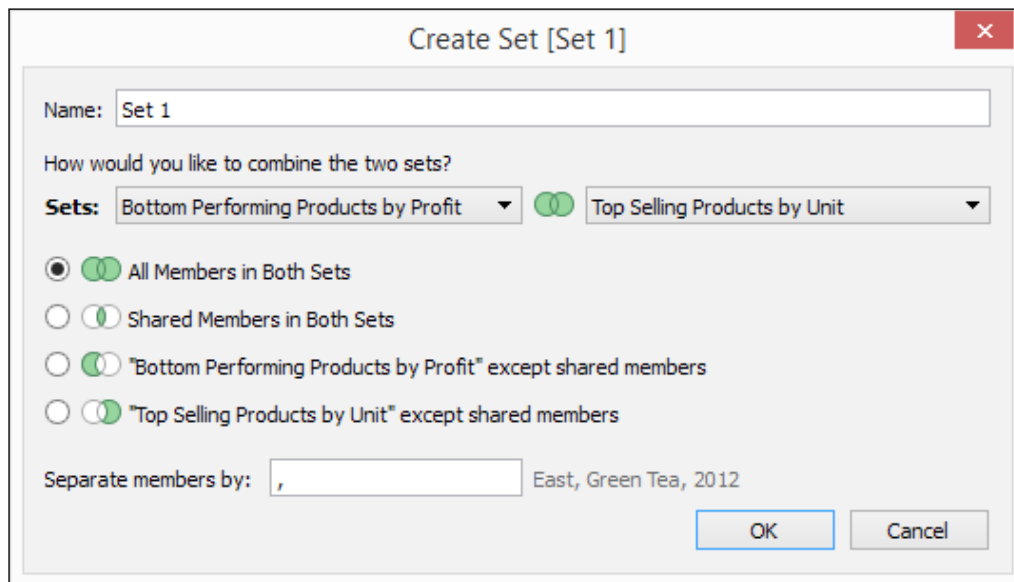 Create Set [Set 1]
Name: Set 1
How would you like to combine the two sets?
Sets: Bottom Performing Products by Profit Top Selling Products by Unit
All Members in Both Sets
Shared Members in Both Sets
"Bottom Performing Products by Profit" except shared members
"Top Selling Products by Unit" except shared members
Separate members by: , East, Green Tea, 2012
OK Cancel